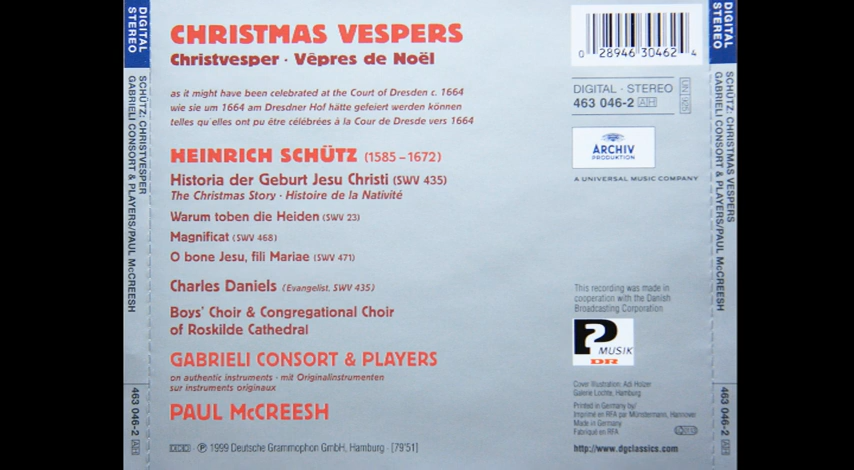 DIGITAL
STEREO
SCHÜTZ: CHRISTVESPER
GABRIELI CONSORT & PLAYERS/PAUL McCREESH
463 046-2 AH
CHRISTMAS VESPERS
Christvesper · Vêpres de Noël
as it might have been celebrated at the Court of Dresden c. 1664
wie sie um 1664 am Dresdner Hof hätte gefeiert werden können
telles qu'elles ont pu être célébrées à la Cour de Dresde vers 1664
HEINRICH SCHÜTZ (1585–1672)
Historia der Geburt Jesu Christi (SWV 435)
The Christmas Story · Histoire de la Nativité
Warum toben die Heiden (SWV 23)
Magnificat (SWV 468)
O bone Jesu, fili Mariae (SWV 471)
Charles Daniels (Evangelist, SWV 435)
Boys' Choir & Congregational Choir
of Roskilde Cathedral
GABRIELI CONSORT & PLAYERS
on authentic instruments · mit Originalinstrumenten
sur instruments originaux
PAUL McCREESH
DDD ℗ 1999 Deutsche Grammophon GmbH, Hamburg · [79'51]
0 28946 30462 4
DIGITAL · STEREO
463 046-2 AH
ARCHIV
PRODUKTION
A UNIVERSAL MUSIC COMPANY
This recording was made in
cooperation with the Danish
Broadcasting Corporation
P2
MUSIK
DR
Cover Illustration: Adi Holzer
Galerie Lochte, Hamburg
Printed in Germany by/
Imprimé en RFA par Münstermann, Hannover
Made in Germany
Fabriqué en RFA
http://www.dgclassics.com
DIGITAL
STEREO
SCHÜTZ: CHRISTMAS VESPERS
GABRIELI CONSORT & PLAYERS/PAUL McCREESH
463 046-2 AH